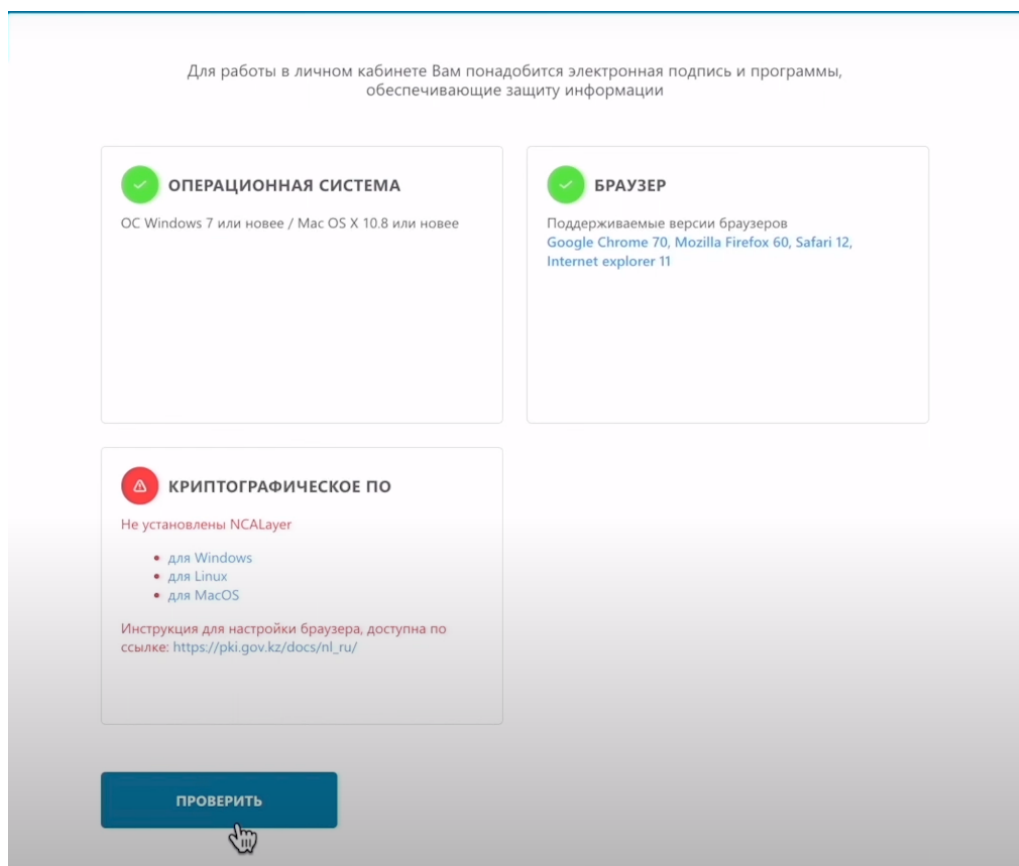 Для работы в личном кабинете Вам понадобится электронная подпись и программы,
обеспечивающие защиту информации
ОПЕРАЦИОННАЯ СИСТЕМА
ОС Windows 7 или новее / Mac OS X 10.8 или новее
БРАУЗЕР
Поддерживаемые версии браузеров
Google Chrome 70, Mozilla Firefox 60, Safari 12,
Internet explorer 11
КРИПТОГРАФИЧЕСКОЕ ПО
Не установлены NCALayer
• для Windows
• для Linux
• для MacOS
Инструкция для настройки браузера, доступна по
ссылке: https://pki.gov.kz/docs/nl_ru/
ПРОВЕРИТЬ